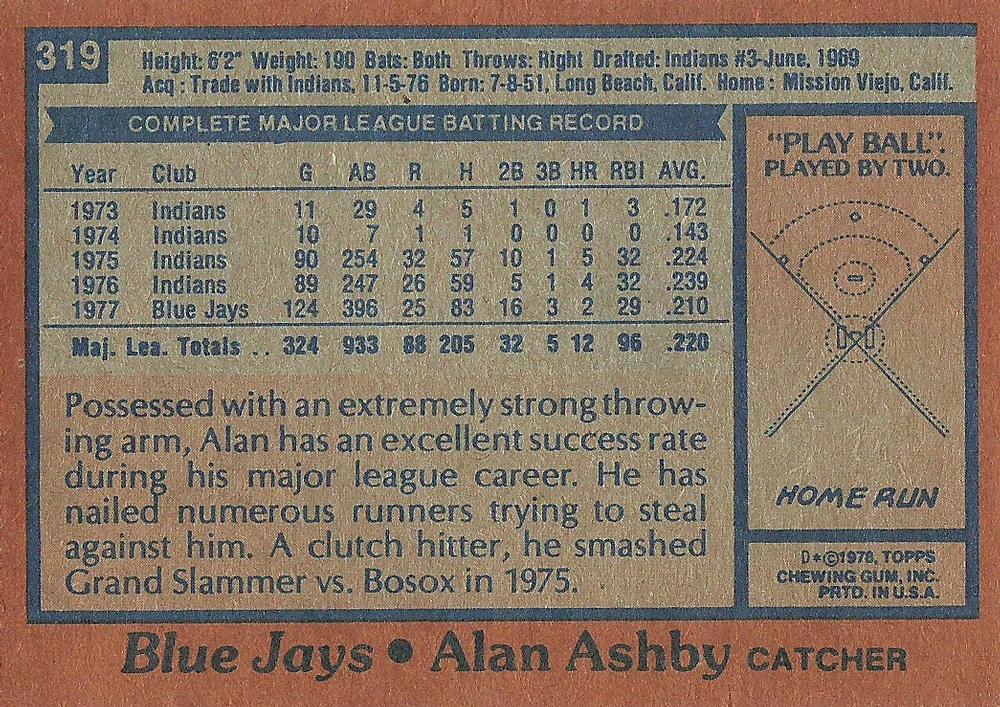 319
Height: 6'2" Weight: 190 Bats: Both Throws: Right Drafted: Indians #3-June, 1969
Acq : Trade with Indians, 11-5-76 Born: 7-8-51, Long Beach, Calif. Home : Mission Viejo, Calif.
COMPLETE MAJOR LEAGUE BATTING RECORD
Year Club G AB R H 2B 3B HR RBI AVG.
1973 Indians 11 29 4 5 1 0 1 3 .172
1974 Indians 10 7 1 1 0 0 0 0 .143
1975 Indians 90 254 32 57 10 1 5 32 .224
1976 Indians 89 247 26 59 5 1 4 32 .239
1977 Blue Jays 124 396 25 83 16 3 2 29 .210
Maj. Lea. Totals .. 324 933 88 205 32 5 12 96 .220
Possessed with an extremely strong throw-
ing arm, Alan has an excellent success rate
during his major league career. He has
nailed numerous runners trying to steal
against him. A clutch hitter, he smashed
Grand Slammer vs. Bosox in 1975.
"PLAY BALL".
PLAYED BY TWO.
HOME RUN
D*©1978, TOPPS
CHEWING GUM, INC.
PRTD. IN U.S.A.
Blue Jays • Alan Ashby CATCHER